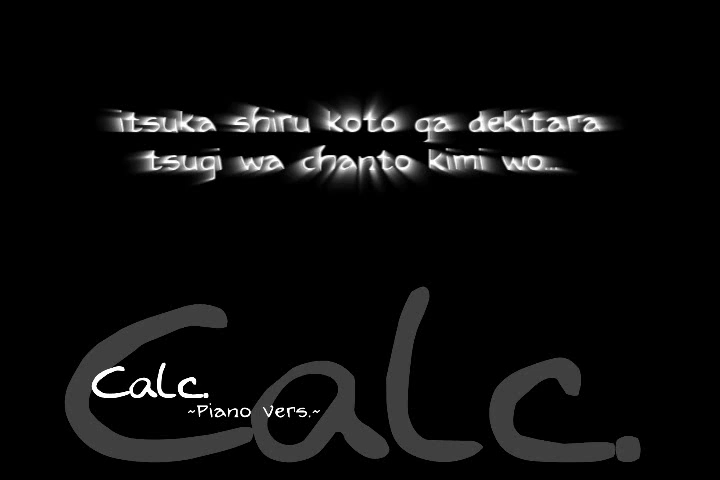 itsuka shiru koto ga dekitara
tsugi wa chanto kimi wo...
Calc.
Calc.
~Piano Vers.~